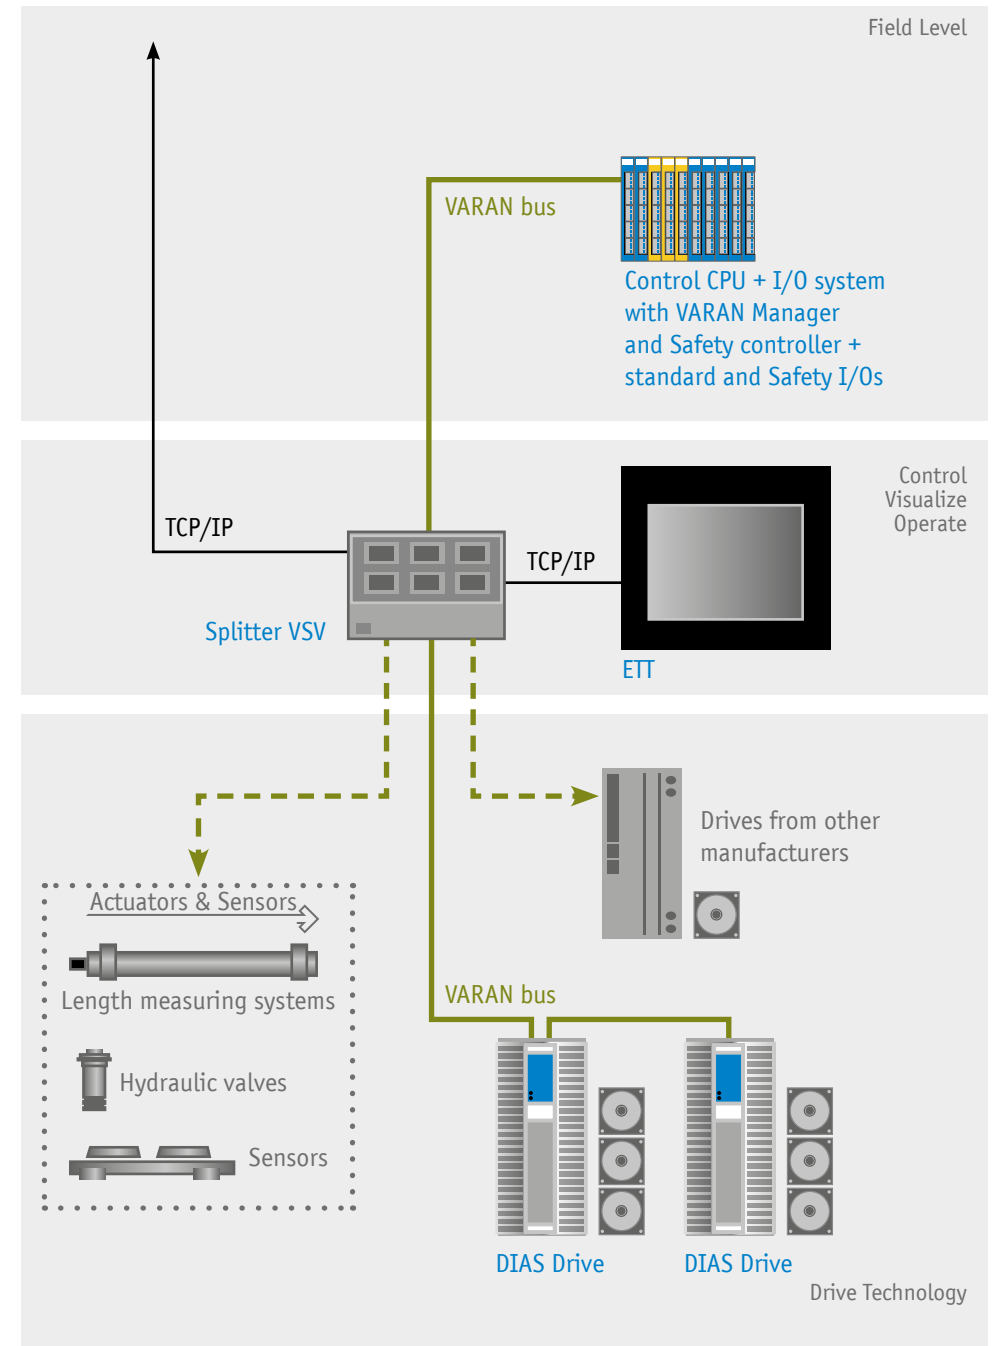 Field Level
VARAN bus
Control CPU + I/O system
with VARAN Manager
and Safety controller +
standard and Safety I/Os
Control
Visualize
Operate
TCP/IP
TCP/IP
Splitter VSV
ETT
Drives from other
manufacturers
Actuators & Sensors
Length measuring systems
VARAN bus
Hydraulic valves
Sensors
DIAS Drive
DIAS Drive
Drive Technology